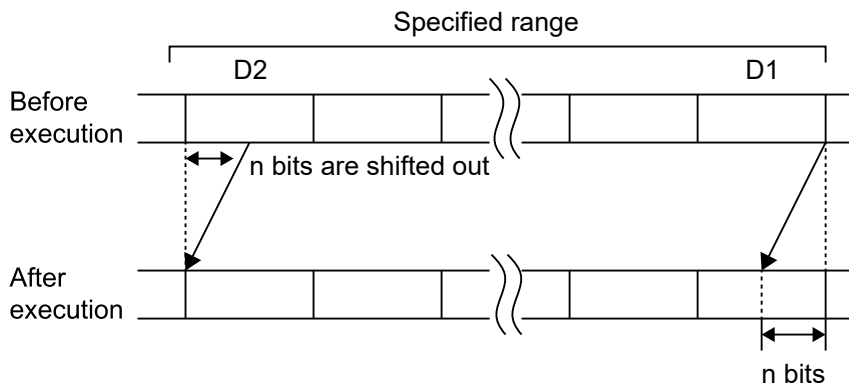 Specified range
D2
D1
Before
execution
n bits are shifted out
After
execution
n bits